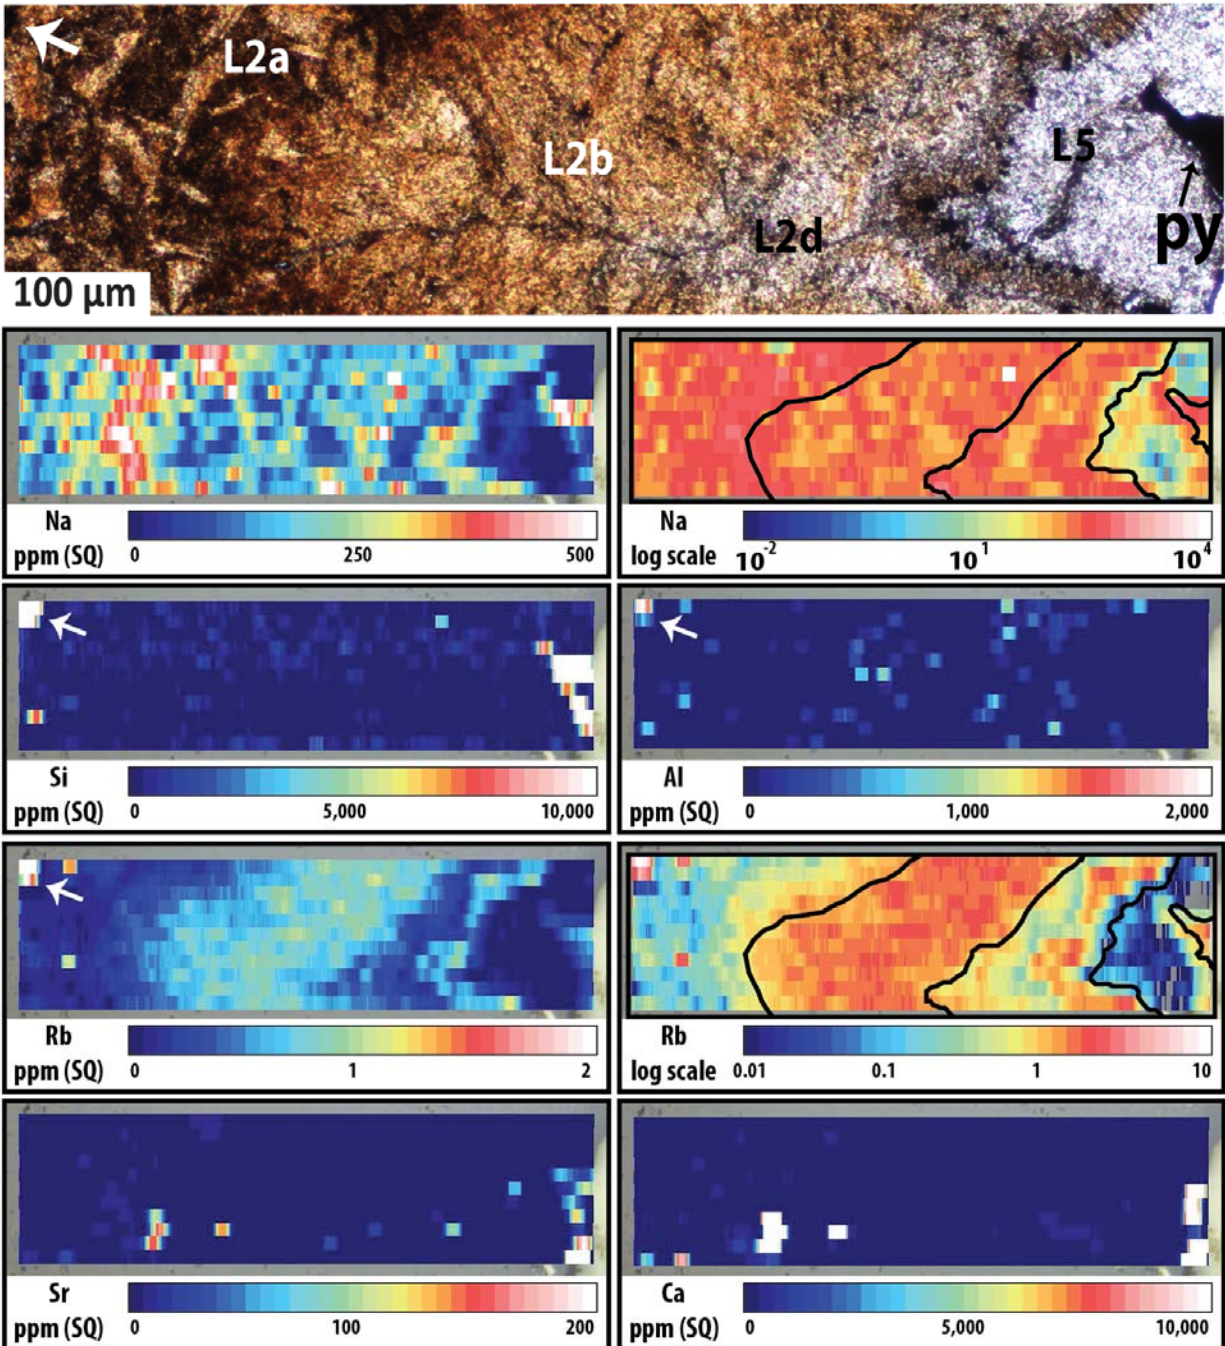 L2a
L2b
L5
L2d
py
100 µm
Na
ppm (SQ)
0
250
500
Na
log scale
10-2
101
104
Si
ppm (SQ)
0
5,000
10,000
Al
ppm (SQ)
0
1,000
2,000
Rb
ppm (SQ)
0
1
2
Rb
log scale
0.01
0.1
1
10
Sr
ppm (SQ)
0
100
200
Ca
ppm (SQ)
0
5,000
10,000